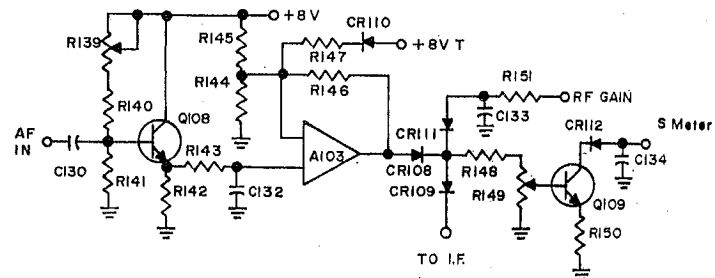 +8V
CR110
R139
R145
R147
+8V T
R144
R146
R151
RF GAIN
R140
Q108
C133
S Meter
AF
IN
CR111
CR112
R143
A103
C130
R141
CR108
R148
C134
R142
C132
CR109
R149
Q109
R150
TO I.F.